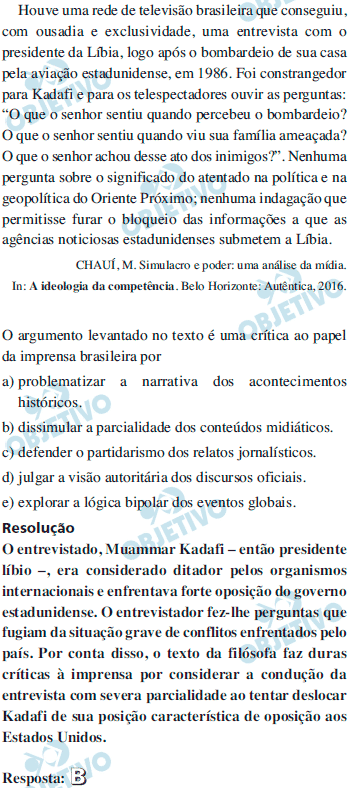 Houve uma rede de televisão brasileira que conseguiu,
com ousadia e exclusividade, uma entrevista com o
presidente da Líbia, logo após o bombardeio de sua casa
pela aviação estadunidense, em 1986. Foi constrangedor
para Kadafi e para os telespectadores ouvir as perguntas:
“O que o senhor sentiu quando percebeu o bombardeio?
O que o senhor sentiu quando viu sua família ameaçada?
O que o senhor achou desse ato dos inimigos?”. Nenhuma
pergunta sobre o significado do atentado na política e na
geopolítica do Oriente Próximo; nenhuma indagação que
permitisse furar o bloqueio das informações a que as
agências noticiosas estadunidenses submetem a Líbia.
CHAUÍ, M. Simulacro e poder: uma análise da mídia.
In: A ideologia da competência. Belo Horizonte: Autêntica, 2016.
O argumento levantado no texto é uma crítica ao papel
da imprensa brasileira por
a) problematizar a narrativa dos acontecimentos
históricos.
b) dissimular a parcialidade dos conteúdos midiáticos.
c) defender o partidarismo dos relatos jornalísticos.
d) julgar a visão autoritária dos discursos oficiais.
e) explorar a lógica bipolar dos eventos globais.
Resolução
O entrevistado, Muammar Kadafi – então presidente
líbio –, era considerado ditador pelos organismos
internacionais e enfrentava forte oposição do governo
estadunidense. O entrevistador fez-lhe perguntas que
fugiam da situação grave de conflitos enfrentados pelo
país. Por conta disso, o texto da filósofa faz duras
críticas à imprensa por considerar a condução da
entrevista com severa parcialidade ao tentar deslocar
Kadafi de sua posição característica de oposição aos
Estados Unidos.
Resposta: B
OBJETIVO
OBJETIVO
OBJETIVO
OBJETIVO
OBJETIVO
OBJETIVO
OBJETIVO
OBJETIVO